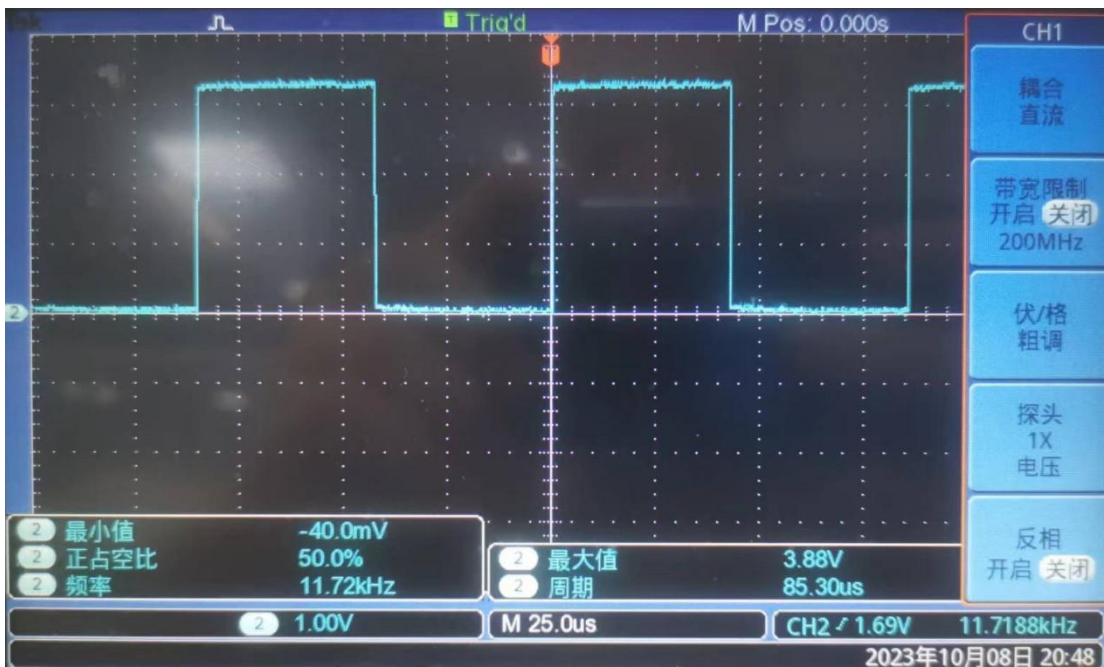 Tek
Trig'd
M Pos: 0.000s
CH1
耦合
直流
带宽限制
开启 关闭
200MHz
2
伏/格
粗调
探头
1X
电压
反相
开启 关闭
2 最小值 -40.0mV
2 正占空比 50.0%
2 频率 11.72kHz
2 最大值 3.88V
2 周期 85.30us
2 1.00V
M 25.0us
CH2 1.69V 11.7188kHz
2023年10月08日 20:48